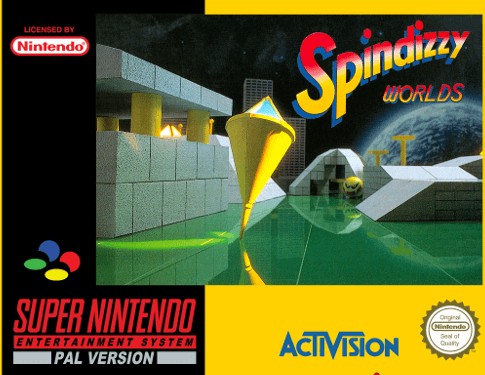 LICENSED BY
Nintendo
Spindizzy
WORLDS
SUPER NINTENDO
ENTERTAINMENT SYSTEM
PAL VERSION
ACTIVISION
Original
Nintendo
Seal of
Quality